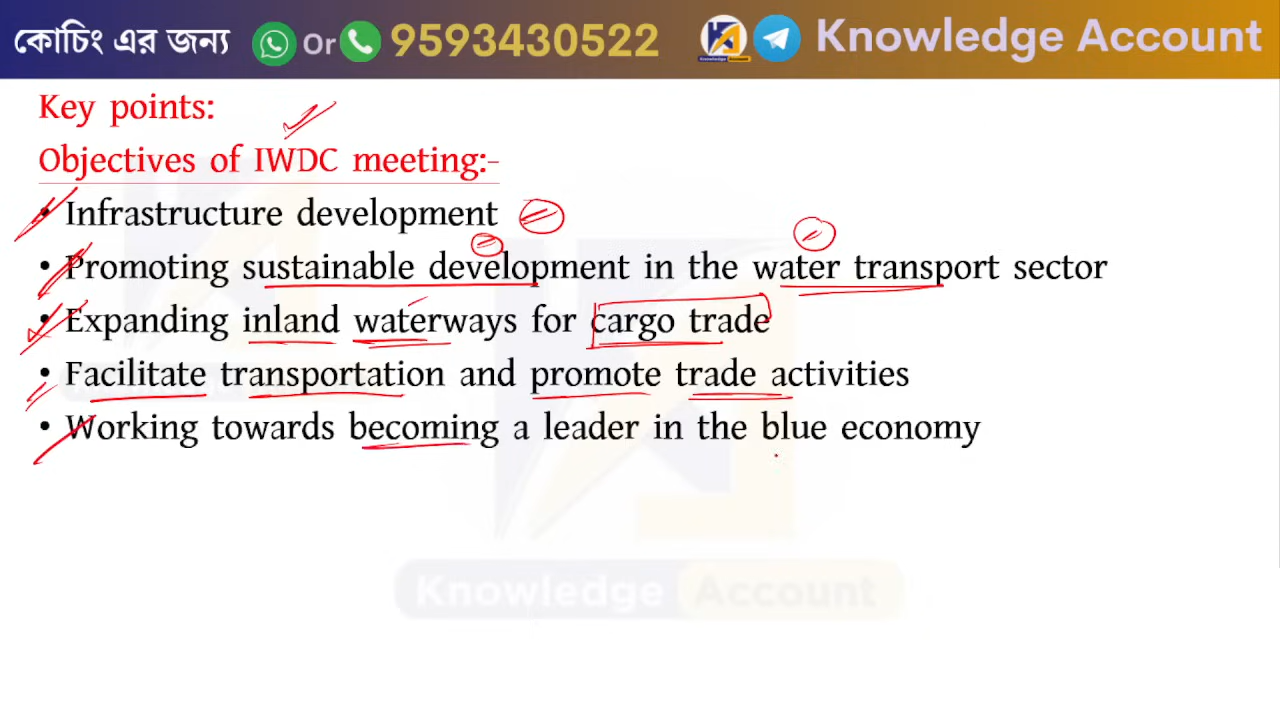 কোচিং এর জন্য Or 9593430522 Knowledge Account
Key points:
Objectives of IWDC meeting:-
• Infrastructure development
• Promoting sustainable development in the water transport sector
• Expanding inland waterways for cargo trade
• Facilitate transportation and promote trade activities
• Working towards becoming a leader in the blue economy
Knowledge Account